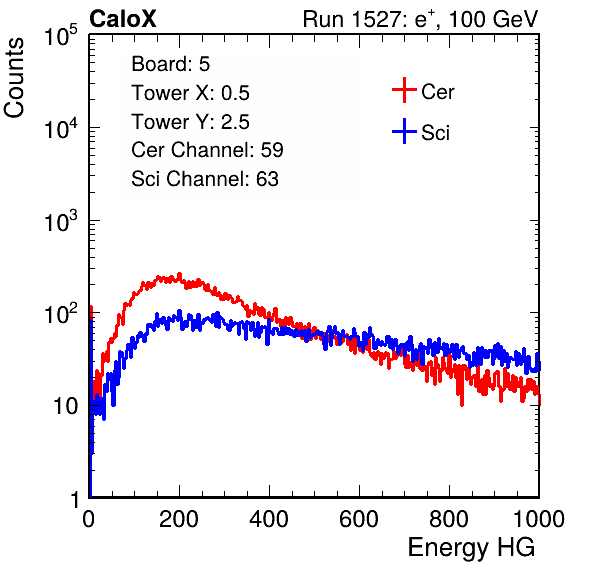 CaloX Run 1527: e⁺, 100 GeV
Counts
Board: 5
Tower X: 0.5
Tower Y: 2.5
Cer Channel: 59
Sci Channel: 63
Cer
Sci
10⁵
10⁴
10³
10²
10
1
0 200 400 600 800 1000
Energy HG